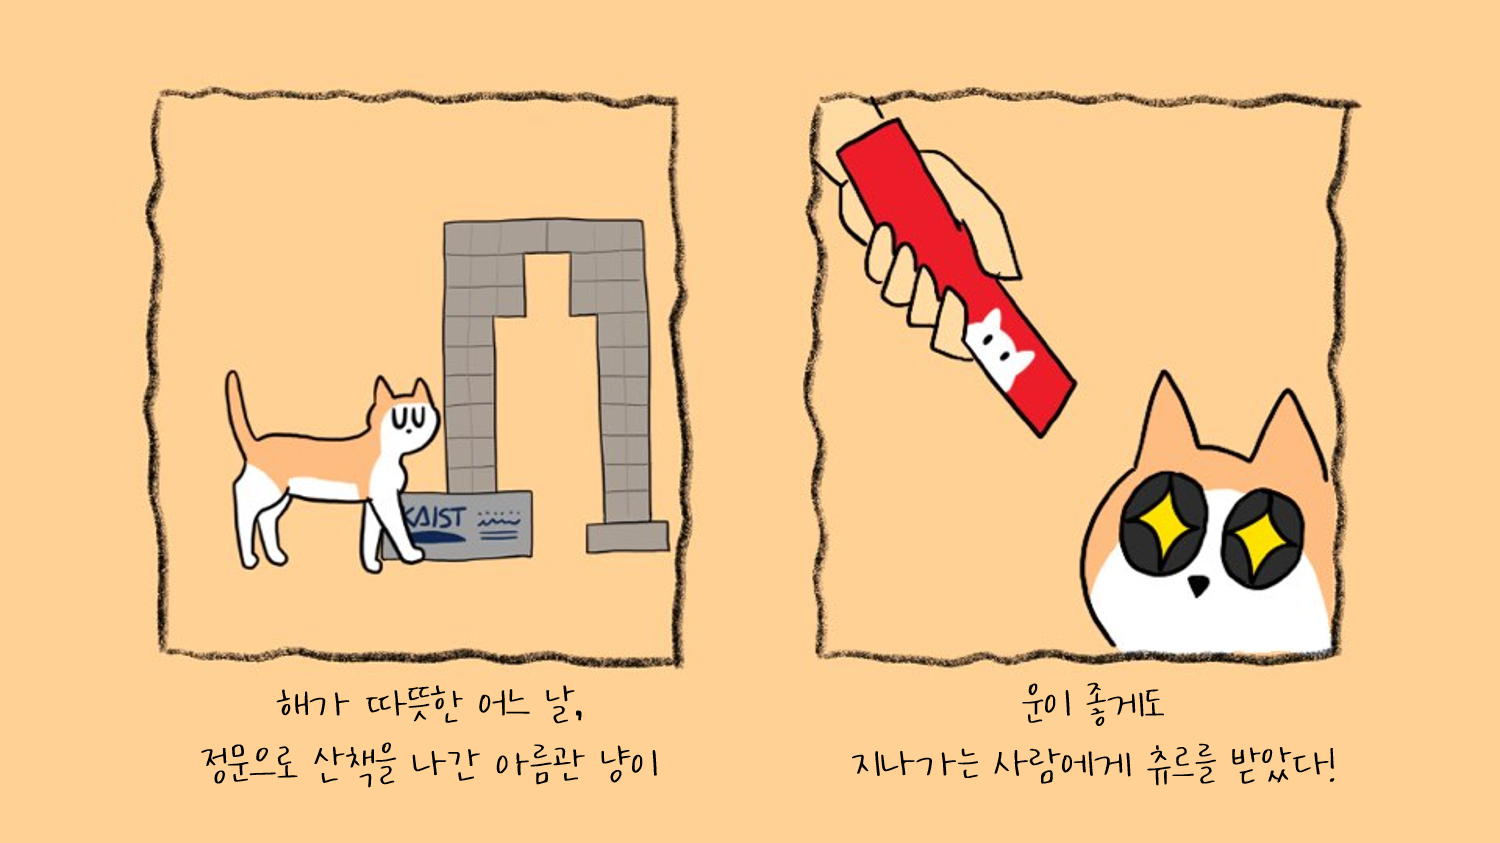 KAIST
해가 따뜻한 어느 날,
정문으로 산책을 나간 아름관 냥이
운이 좋게도
지나가는 사람에게 츄르를 받았다!